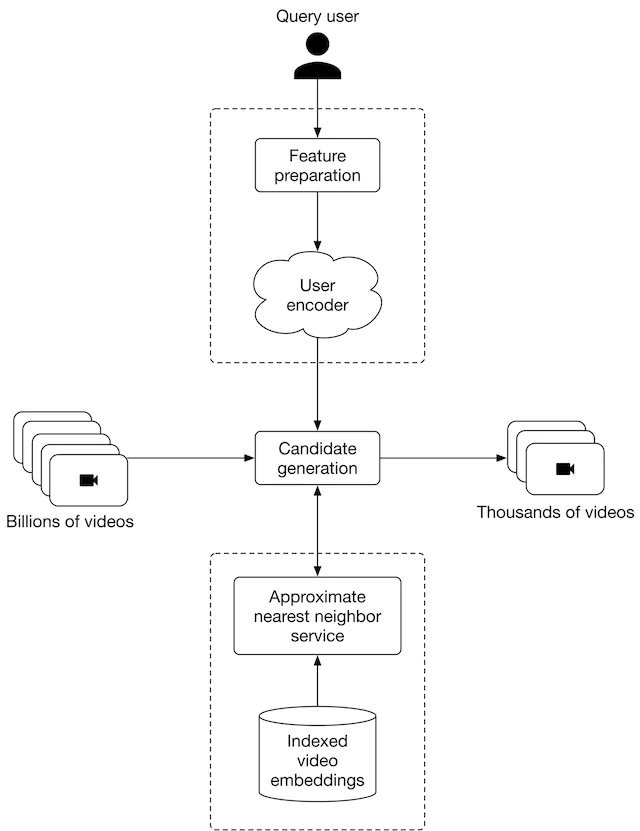 Query user
Feature
preparation
User
encoder
Candidate
generation
Billions of videos
Thousands of videos
Approximate
nearest neighbor
service
Indexed
video
embeddings